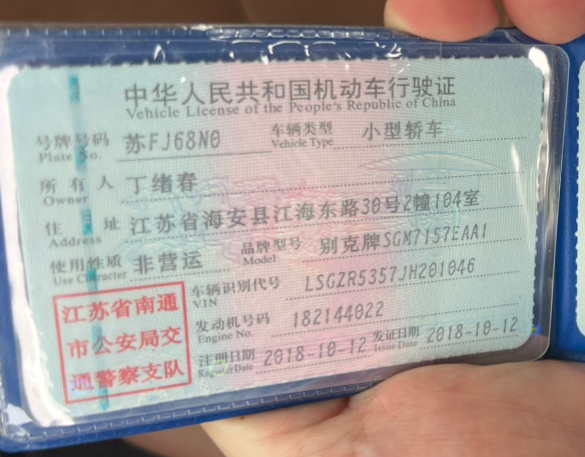 中华人民共和国机动车行驶证
Vehicle License of the People's Republic of China
号牌号码 苏FJ68N0 车辆类型 小型轿车
Plate No. Vehicle Type
所有人 丁绪春
Owner
住址 江苏省海安县江海东路30号2幢104室
Address
使用性质 非营运 品牌型号 别克牌SGM7157EAA1
Use Character Model
车辆识别代号 LSGZR5357JH201046
VIN
发动机号码 182144022
Engine No.
注册日期 2018-10-12 发证日期 2018-10-12
Register Date Issue Date
江苏省南通
市公安局交
通警察支队